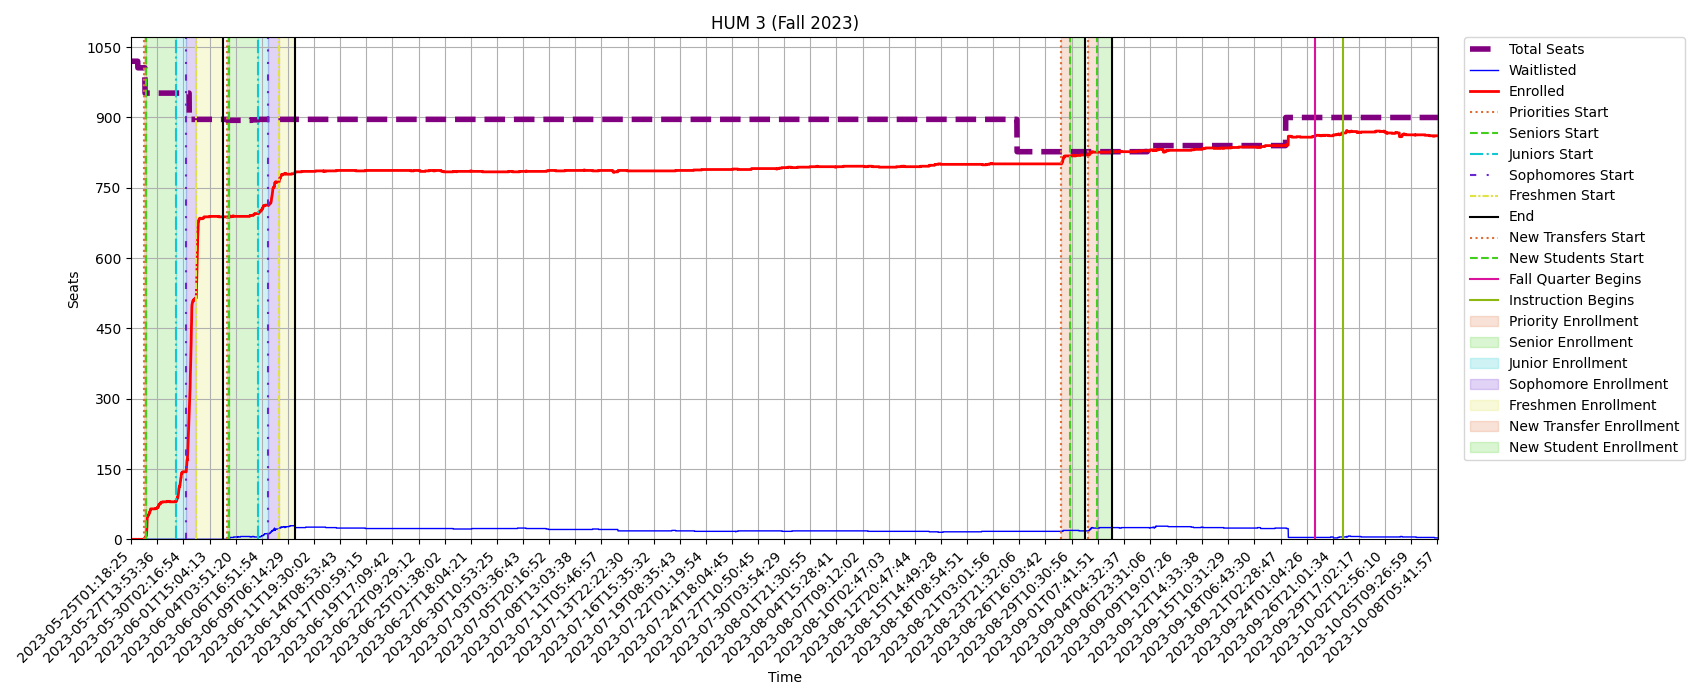 HUM 3 (Fall 2023)
1050
900
750
600
450
300
150
0
Seats
2023-05-25T01:18:25
2023-05-27T13:53:36
2023-05-30T02:16:54
2023-06-01T15:04:13
2023-06-04T03:51:20
2023-06-06T16:51:54
2023-06-09T06:14:29
2023-06-11T19:30:02
2023-06-14T08:53:43
2023-06-17T00:59:15
2023-06-19T17:09:42
2023-06-22T09:29:12
2023-06-25T01:38:02
2023-06-27T18:04:21
2023-06-30T10:53:25
2023-07-03T03:36:43
2023-07-05T20:16:52
2023-07-08T13:03:38
2023-07-11T05:46:57
2023-07-13T22:22:30
2023-07-16T15:35:32
2023-07-19T08:35:43
2023-07-22T01:19:54
2023-07-24T18:04:45
2023-07-27T10:50:45
2023-07-30T03:54:29
2023-08-01T21:30:55
2023-08-04T15:28:41
2023-08-07T09:12:02
2023-08-10T02:47:03
2023-08-12T20:47:44
2023-08-15T14:49:28
2023-08-18T08:54:51
2023-08-21T03:01:56
2023-08-23T21:32:06
2023-08-26T16:03:42
2023-08-29T10:30:56
2023-09-01T07:41:51
2023-09-04T04:32:37
2023-09-06T23:31:06
2023-09-09T19:07:26
2023-09-12T14:33:38
2023-09-15T10:31:29
2023-09-18T06:43:30
2023-09-21T02:28:47
2023-09-24T01:04:26
2023-09-26T21:01:34
2023-09-29T17:02:17
2023-10-02T12:56:10
2023-10-05T09:26:59
2023-10-08T05:41:57
Time
Total Seats
Waitlisted
Enrolled
Priorities Start
Seniors Start
Juniors Start
Sophomores Start
Freshmen Start
End
New Transfers Start
New Students Start
Fall Quarter Begins
Instruction Begins
Priority Enrollment
Senior Enrollment
Junior Enrollment
Sophomore Enrollment
Freshmen Enrollment
New Transfer Enrollment
New Student Enrollment